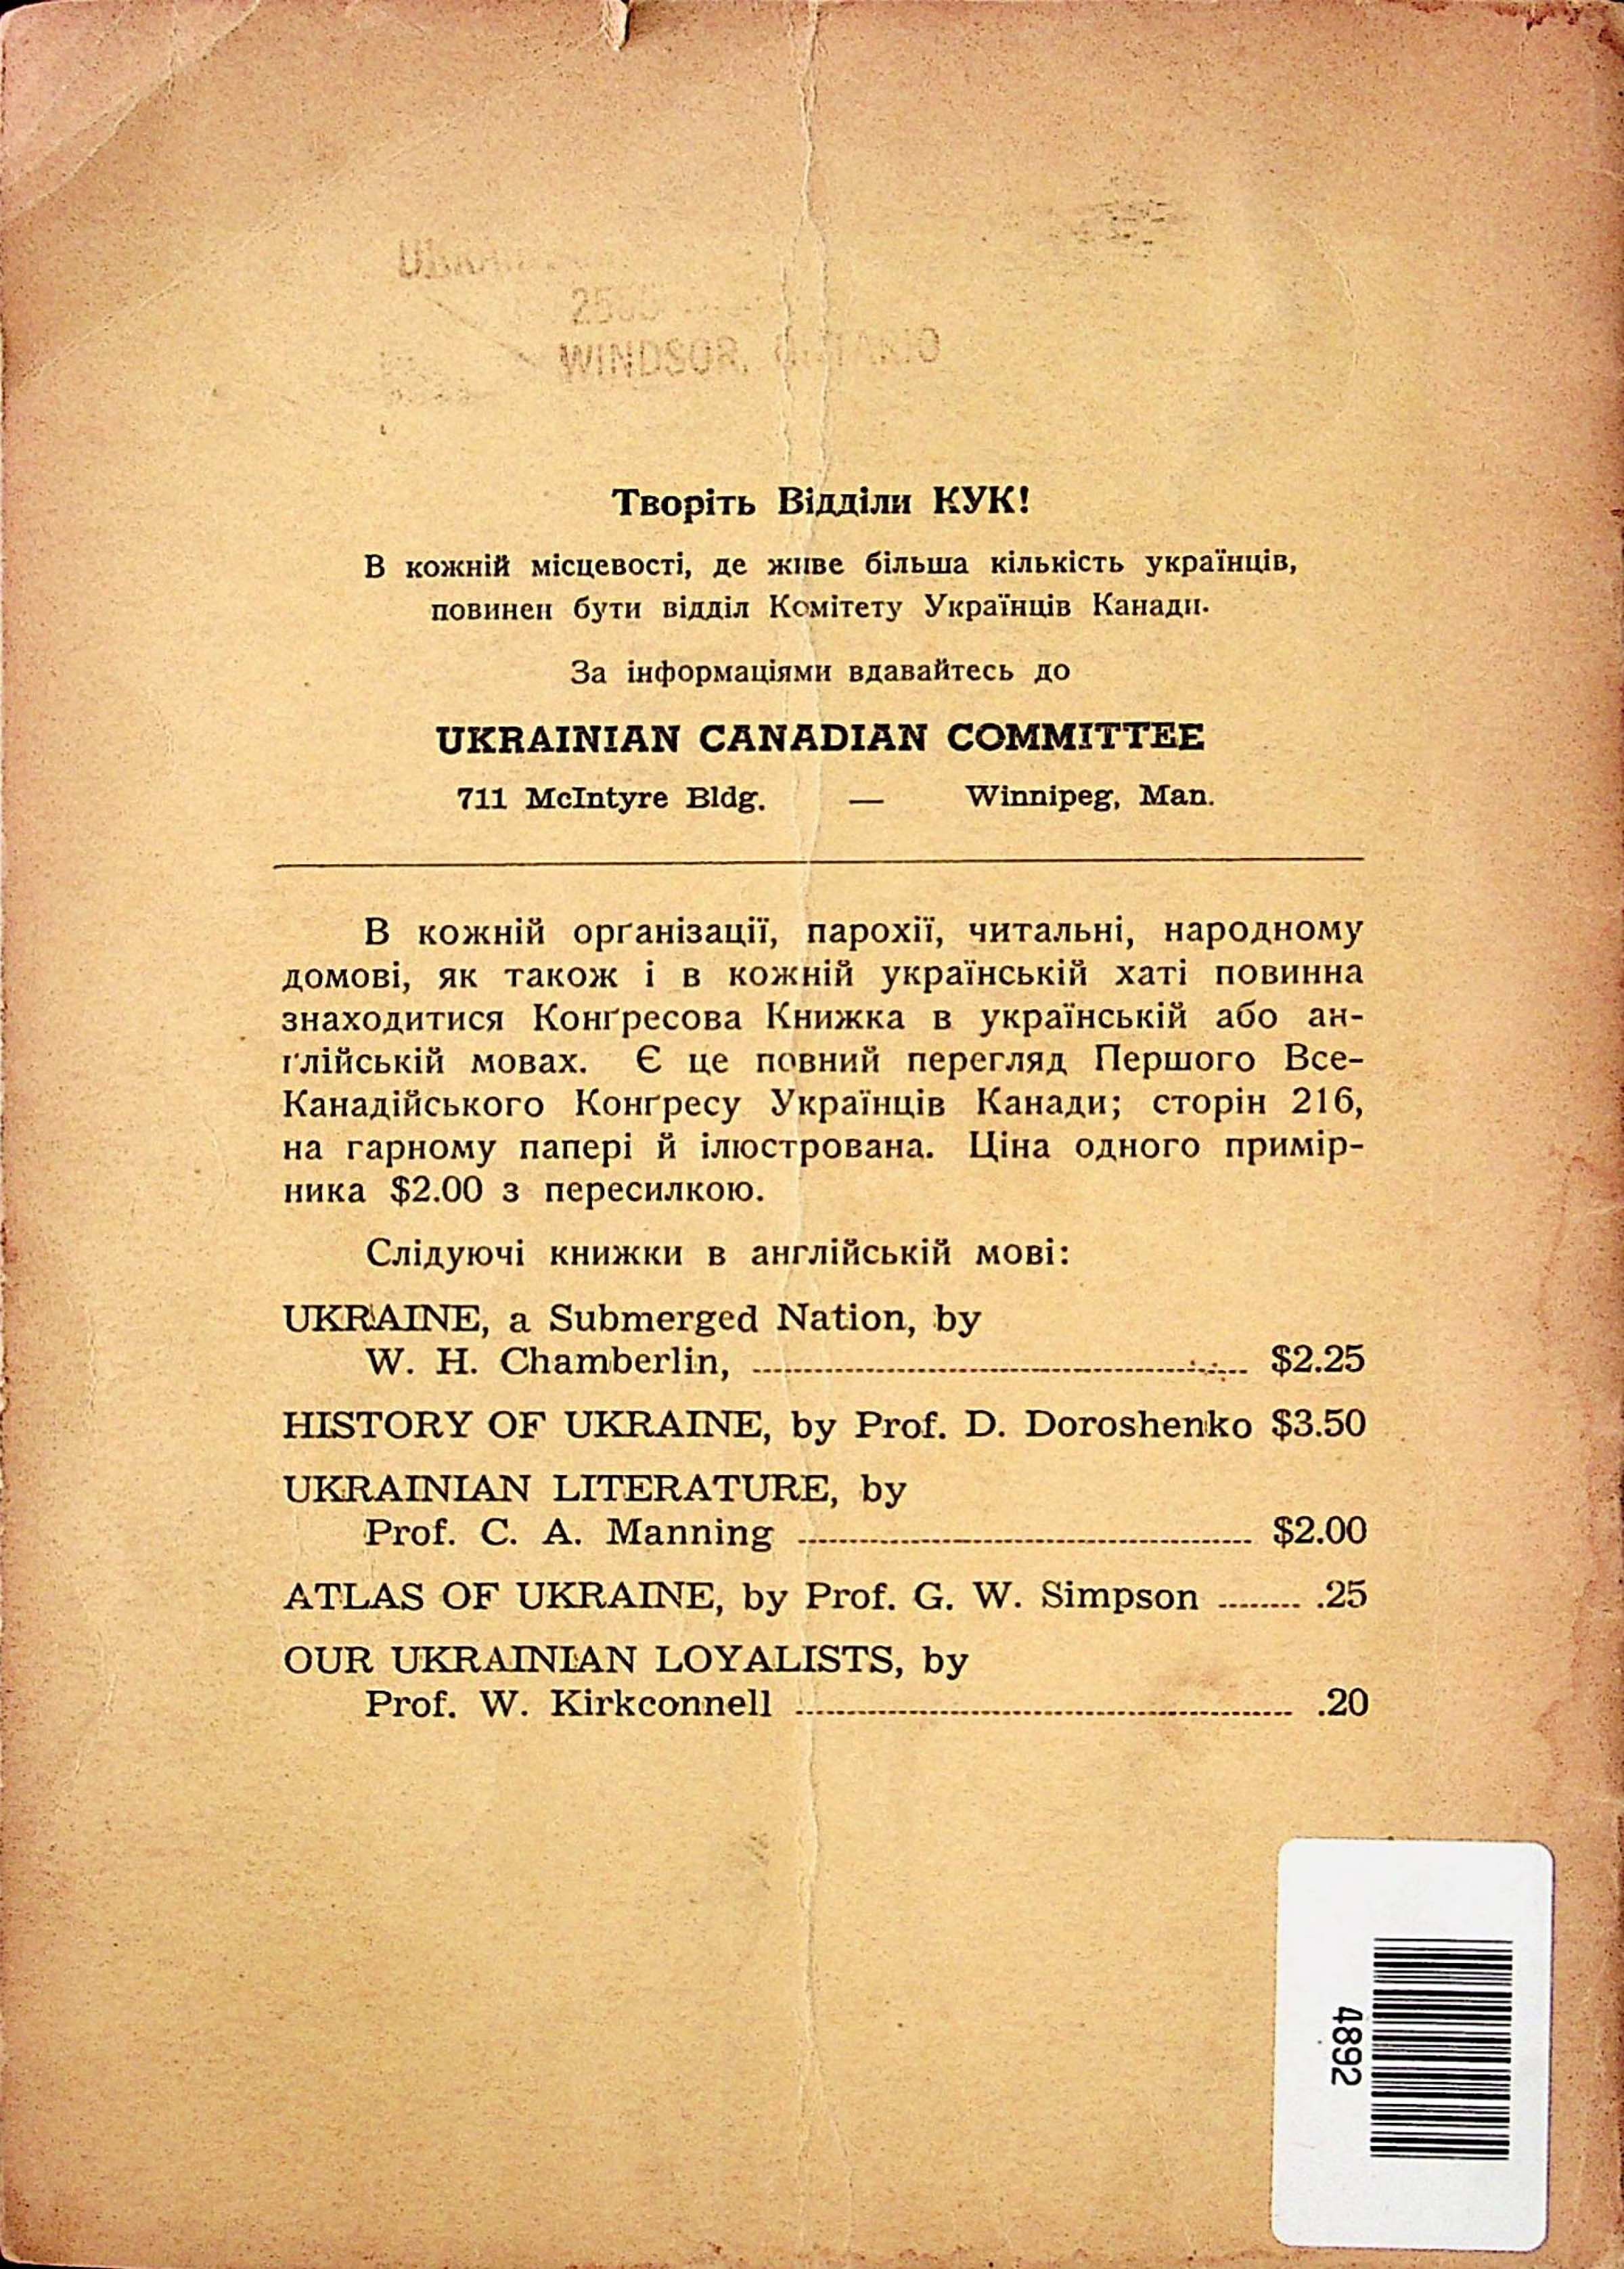 WINDSOR, ONTARIO
Творіть Відділи КУК!
В кожній місцевості, де живе більша кількість українців,
повинен бути відділ Комітету Українців Канади.
За інформаціями вдавайтесь до
UKRAINIAN CANADIAN COMMITTEE
711 McIntyre Bldg. — Winnipeg, Man.
В кожній орґанізації, парохії, читальні, народному
домові, як також і в кожній українській хаті повинна
знаходитися Конґресова Книжка в українській або ан-
глійській мовах. Є це повний перегляд Першого Все-
Канадійського Конґресу Українців Канади; сторін 216,
на гарному папері й ілюстрована. Ціна одного примір-
ника $2.00 з пересилкою.
Слідуючі книжки в англійській мові:
UKRAINE, a Submerged Nation, by
W. H. Chamberlin, ........................ $2.25
HISTORY OF UKRAINE, by Prof. D. Doroshenko $3.50
UKRAINIAN LITERATURE, by
Prof. C. A. Manning ........................ $2.00
ATLAS OF UKRAINE, by Prof. G. W. Simpson ........ .25
OUR UKRAINIAN LOYALISTS, by
Prof. W. Kirkconnell ........................ .20
4892